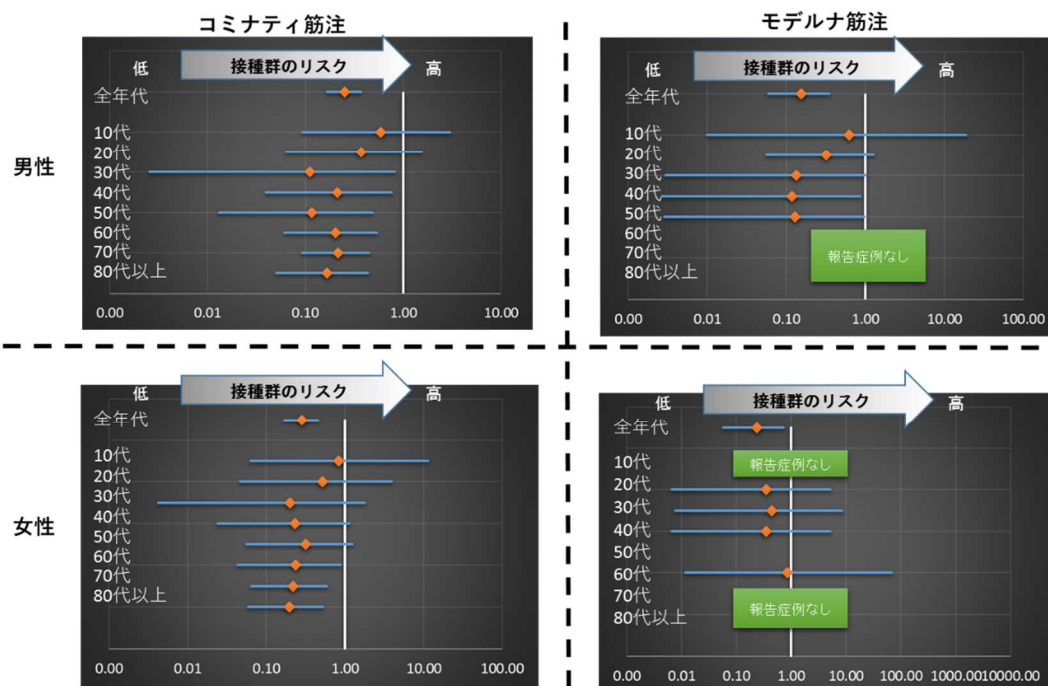 コミナティ筋注
モデルナ筋注
男性
低
接種群のリスク
高
全年代
10代
20代
30代
40代
50代
60代
70代
80代以上
0.00
0.01
0.10
1.00
10.00
低
接種群のリスク
高
全年代
10代
20代
30代
40代
50代
60代
70代
80代以上
報告症例なし
0.00
0.01
0.10
1.00
10.00
100.00
女性
低
接種群のリスク
高
全年代
10代
20代
30代
40代
50代
60代
70代
80代以上
0.00
0.10
1.00
10.00
100.00
低
接種群のリスク
高
全年代
10代
報告症例なし
20代
30代
40代
50代
60代
70代
80代以上
報告症例なし
0.00
0.01
0.10
1.00
10.00
100.00
1000.00
10000.00